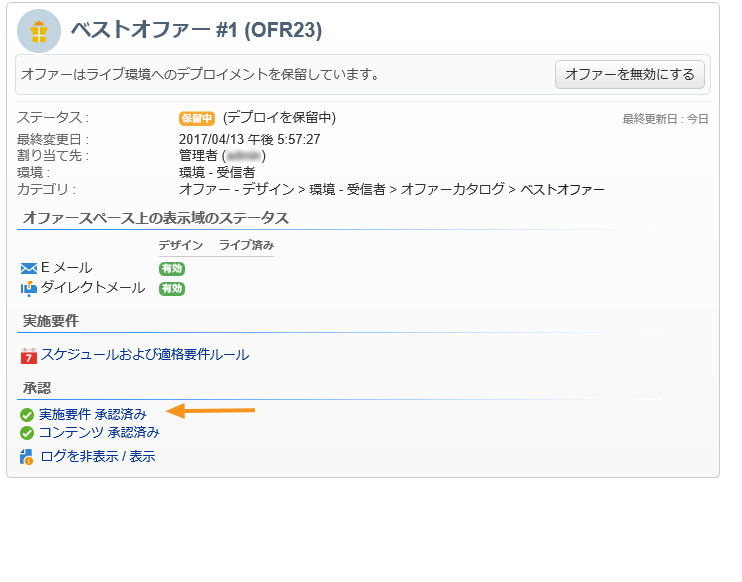 ベストオファー #1 (OFR23)
オファーはライブ環境へのデプロイメントを保留しています。
オファーを無効にする
ステータス : 保留中 (デプロイを保留中)
最終更新日 : 今日
最終変更日 : 2017/04/13 午後 5:57:27
割り当て先 : 管理者 ( )
環境 : 環境 - 受信者
カテゴリ : オファー - デザイン > 環境 - 受信者 > オファーカタログ > ベストオファー
オファースペース上の表示域のステータス
デザイン ライブ済み
E メール 有効
ダイレクトメール 有効
実施要件
7 スケジュールおよび適格要件ルール
承認
実施要件 承認済み
コンテンツ 承認済み
ログを非表示 / 表示